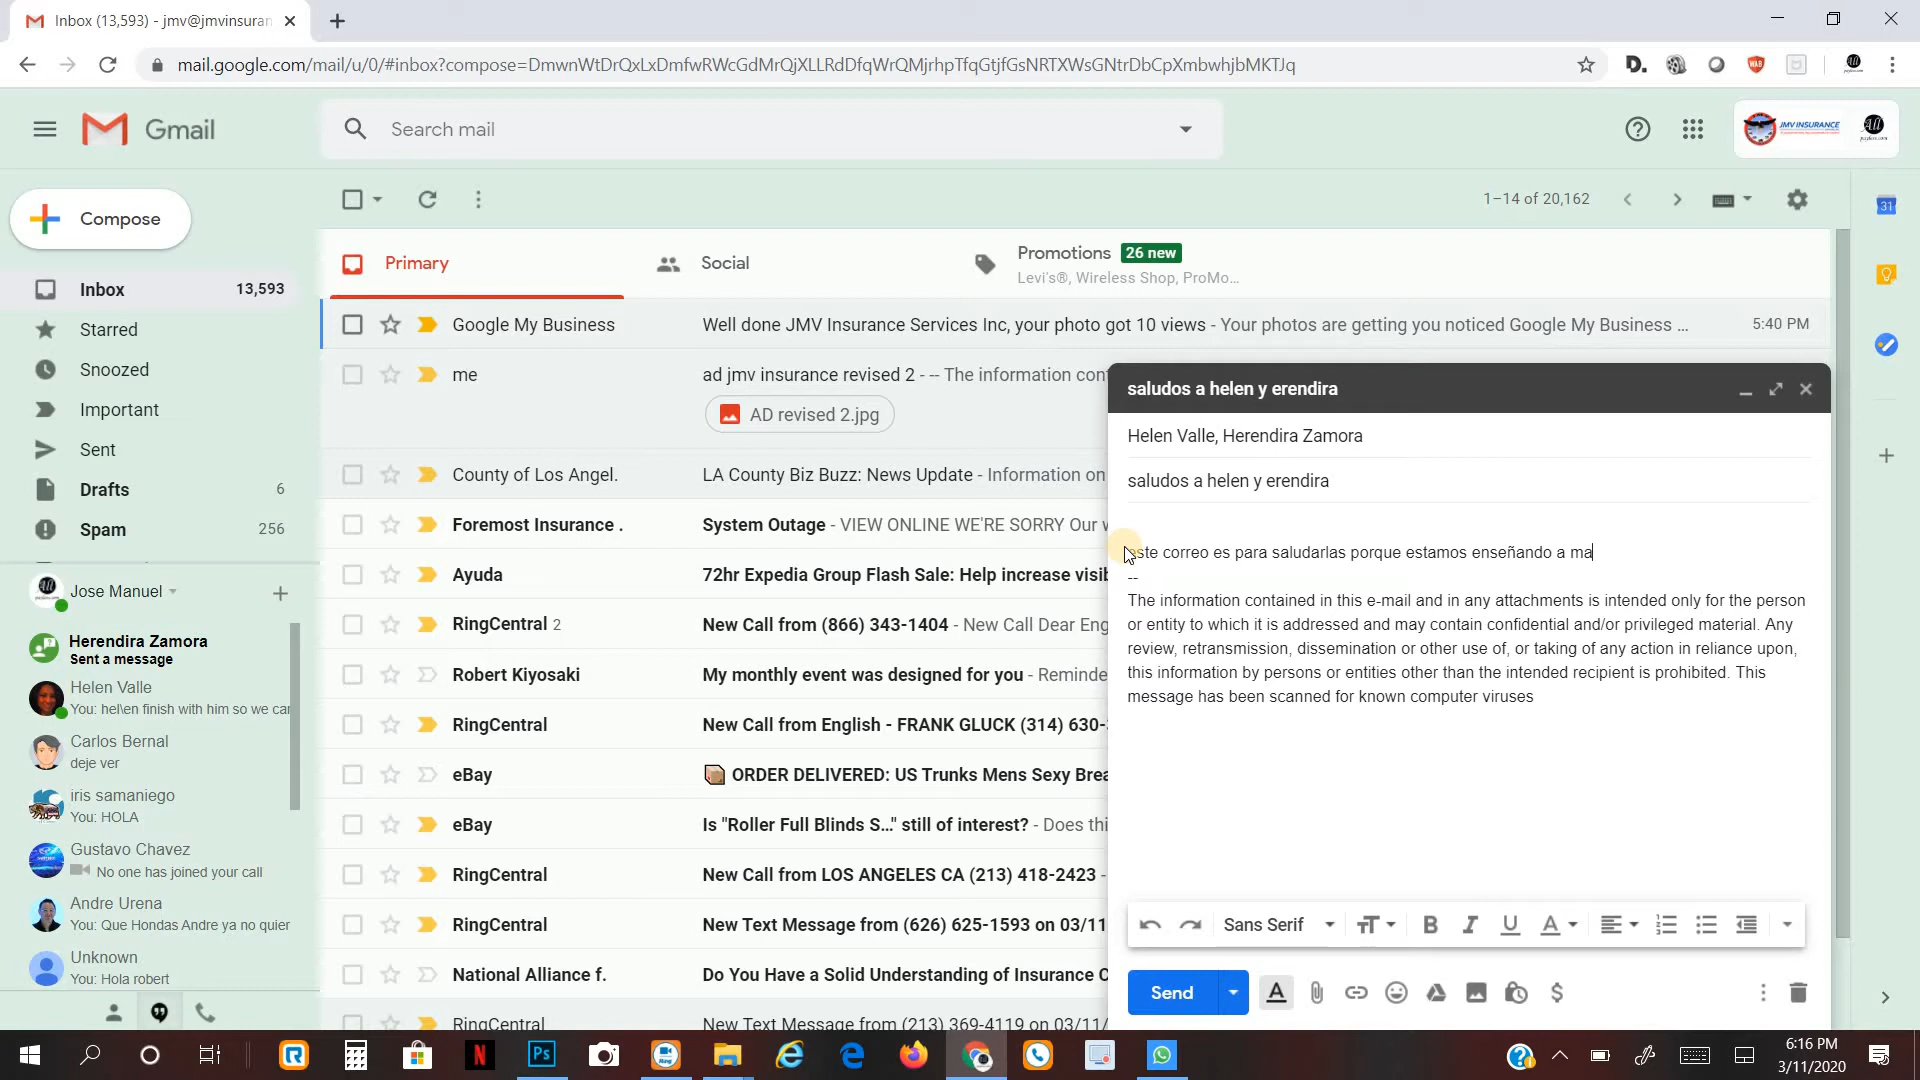 Inbox (13,593) - jmv@jmvinsuran
mail.google.com/mail/u/0/#inbox?compose=DmwnWtDrQxLxDmfwRWcGdMrQjXLLRdDfqWrQMjrhpTfqGtjfGsNRTXWsGNtrDbCpXmbwhjbMKTJq
Gmail
Search mail
JMV INSURANCE
Compose
1–14 of 20,162
Primary
Social
Promotions 26 new
Levi's®, Wireless Shop, ProMo...
Inbox 13,593
Starred
Snoozed
Important
Sent
Drafts 6
Spam 256
Google My Business Well done JMV Insurance Services Inc, your photo got 10 views - Your photos are getting you noticed Google My Business ... 5:40 PM
me ad jmv insurance revised 2 - -- The information con
AD revised 2.jpg
County of Los Angel. LA County Biz Buzz: News Update - Information on
Foremost Insurance . System Outage - VIEW ONLINE WE'RE SORRY Our w
Ayuda 72hr Expedia Group Flash Sale: Help increase visib
RingCentral 2 New Call from (866) 343-1404 - New Call Dear Eng
Robert Kiyosaki My monthly event was designed for you - Reminde
RingCentral New Call from English - FRANK GLUCK (314) 630-
eBay ORDER DELIVERED: US Trunks Mens Sexy Brea
eBay Is "Roller Full Blinds S..." still of interest? - Does thi
RingCentral New Call from LOS ANGELES CA (213) 418-2423 -
RingCentral New Text Message from (626) 625-1593 on 03/11
National Alliance f. Do You Have a Solid Understanding of Insurance C
RingCentral New Text Message from (213) 369-4119 on 03/11/
Jose Manuel
Herendira Zamora
Sent a message
Helen Valle
You: hel\en finish with him so we can
Carlos Bernal
deje ver
iris samaniego
You: HOLA
Gustavo Chavez
No one has joined your call
Andre Urena
You: Que Hondas Andre ya no quier
Unknown
You: Hola robert
saludos a helen y erendira
Helen Valle, Herendira Zamora
saludos a helen y erendira
este correo es para saludarlas porque estamos enseñando a ma
--
The information contained in this e-mail and in any attachments is intended only for the person
or entity to which it is addressed and may contain confidential and/or privileged material. Any
review, retransmission, dissemination or other use of, or taking of any action in reliance upon,
this information by persons or entities other than the intended recipient is prohibited. This
message has been scanned for known computer viruses
Sans Serif
Send
6:16 PM
3/11/2020